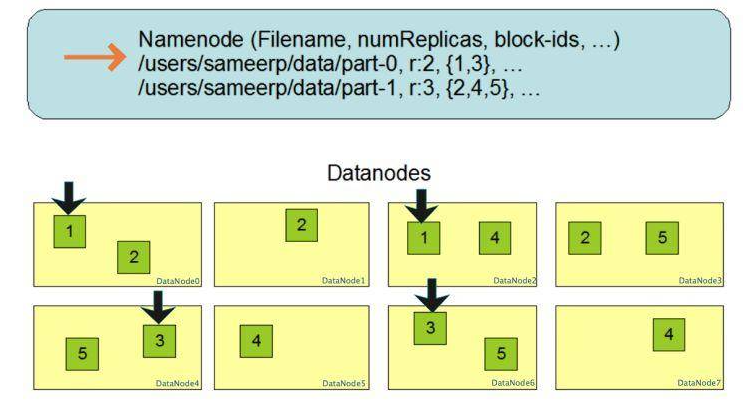 Namenode (Filename, numReplicas, block-ids, …)
/users/sameerp/data/part-0, r:2, {1,3}, …
/users/sameerp/data/part-1, r:3, {2,4,5}, …
Datanodes
1
2
DataNode0
2
DataNode1
1
4
DataNode2
2
5
DataNode3
5
3
DataNode4
4
DataNode5
3
5
DataNode6
4
DataNode7